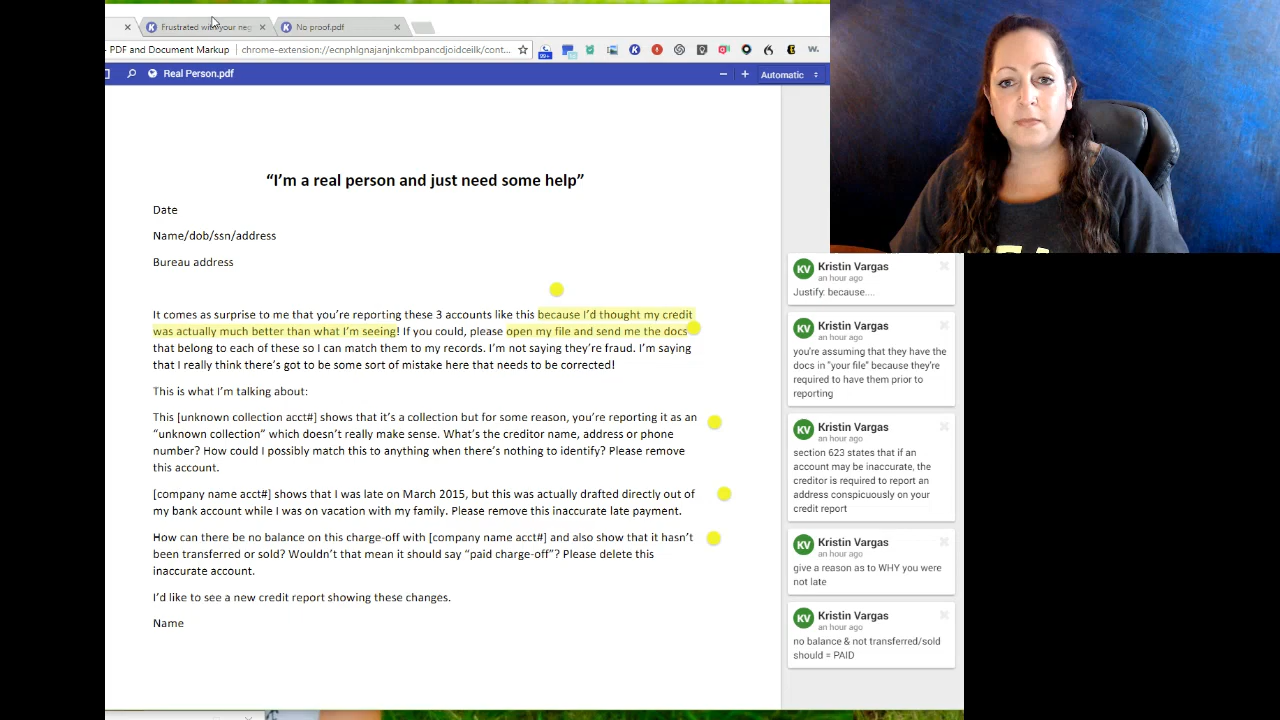 Frustrated with your neg
No proof.pdf
PDF and Document Markup
chrome-extension://ecnphlgnajanjnkcmbpancdjoidceilk/cont...
99+
w.
Real Person.pdf
Automatic
“I’m a real person and just need some help”
Date
Name/dob/ssn/address
Bureau address
It comes as surprise to me that you’re reporting these 3 accounts like this because I’d thought my credit
was actually much better than what I’m seeing! If you could, please open my file and send me the docs
that belong to each of these so I can match them to my records. I’m not saying they’re fraud. I’m saying
that I really think there’s got to be some sort of mistake here that needs to be corrected!
This is what I’m talking about:
This [unknown collection acct#] shows that it’s a collection but for some reason, you’re reporting it as an
“unknown collection” which doesn’t really make sense. What’s the creditor name, address or phone
number? How could I possibly match this to anything when there’s nothing to identify? Please remove
this account.
[company name acct#] shows that I was late on March 2015, but this was actually drafted directly out of
my bank account while I was on vacation with my family. Please remove this inaccurate late payment.
How can there be no balance on this charge-off with [company name acct#] and also show that it hasn’t
been transferred or sold? Wouldn’t that mean it should say “paid charge-off”? Please delete this
inaccurate account.
I’d like to see a new credit report showing these changes.
Name
KV Kristin Vargas
an hour ago
Justify: because....
KV Kristin Vargas
an hour ago
you're assuming that they have the
docs in "your file" because they're
required to have them prior to
reporting
KV Kristin Vargas
an hour ago
section 623 states that if an
account may be inaccurate, the
creditor is required to report an
address conspicuously on your
credit report
KV Kristin Vargas
an hour ago
give a reason as to WHY you were
not late
KV Kristin Vargas
an hour ago
no balance & not transferred/sold
should = PAID